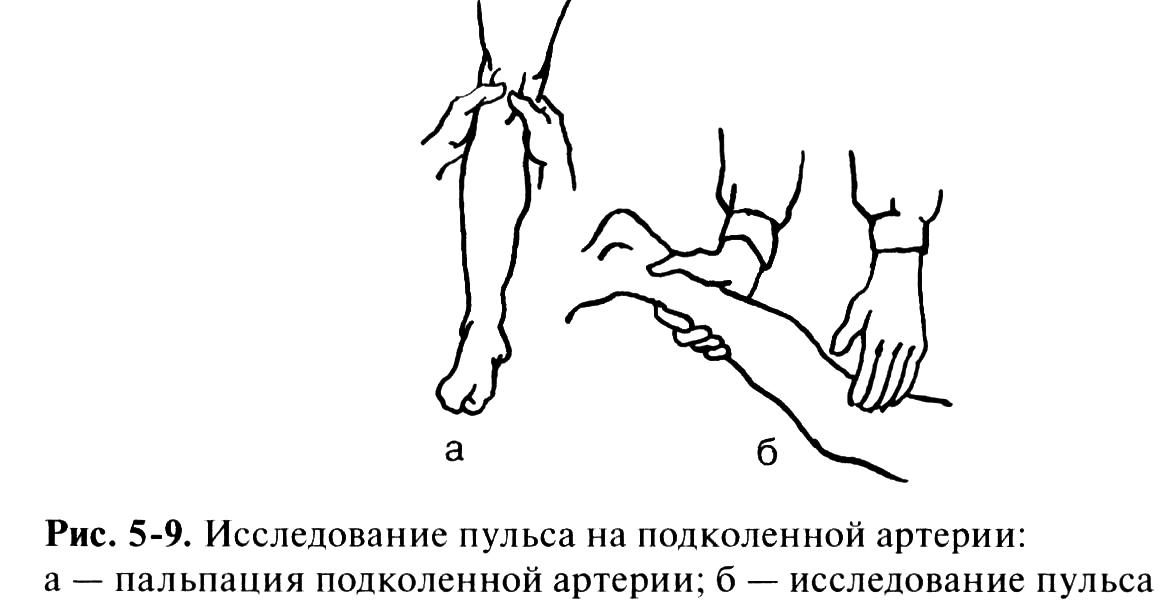 а
б
Рис. 5-9. Исследование пульса на подколенной артерии:
а — пальпация подколенной артерии; б — исследование пульса